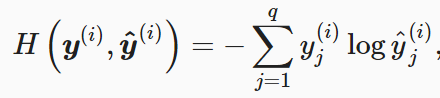 H(y^{(i)}, ŷ^{(i)}) = − ∑_{j=1}^{q} y_j^{(i)} log ŷ_j^{(i)},